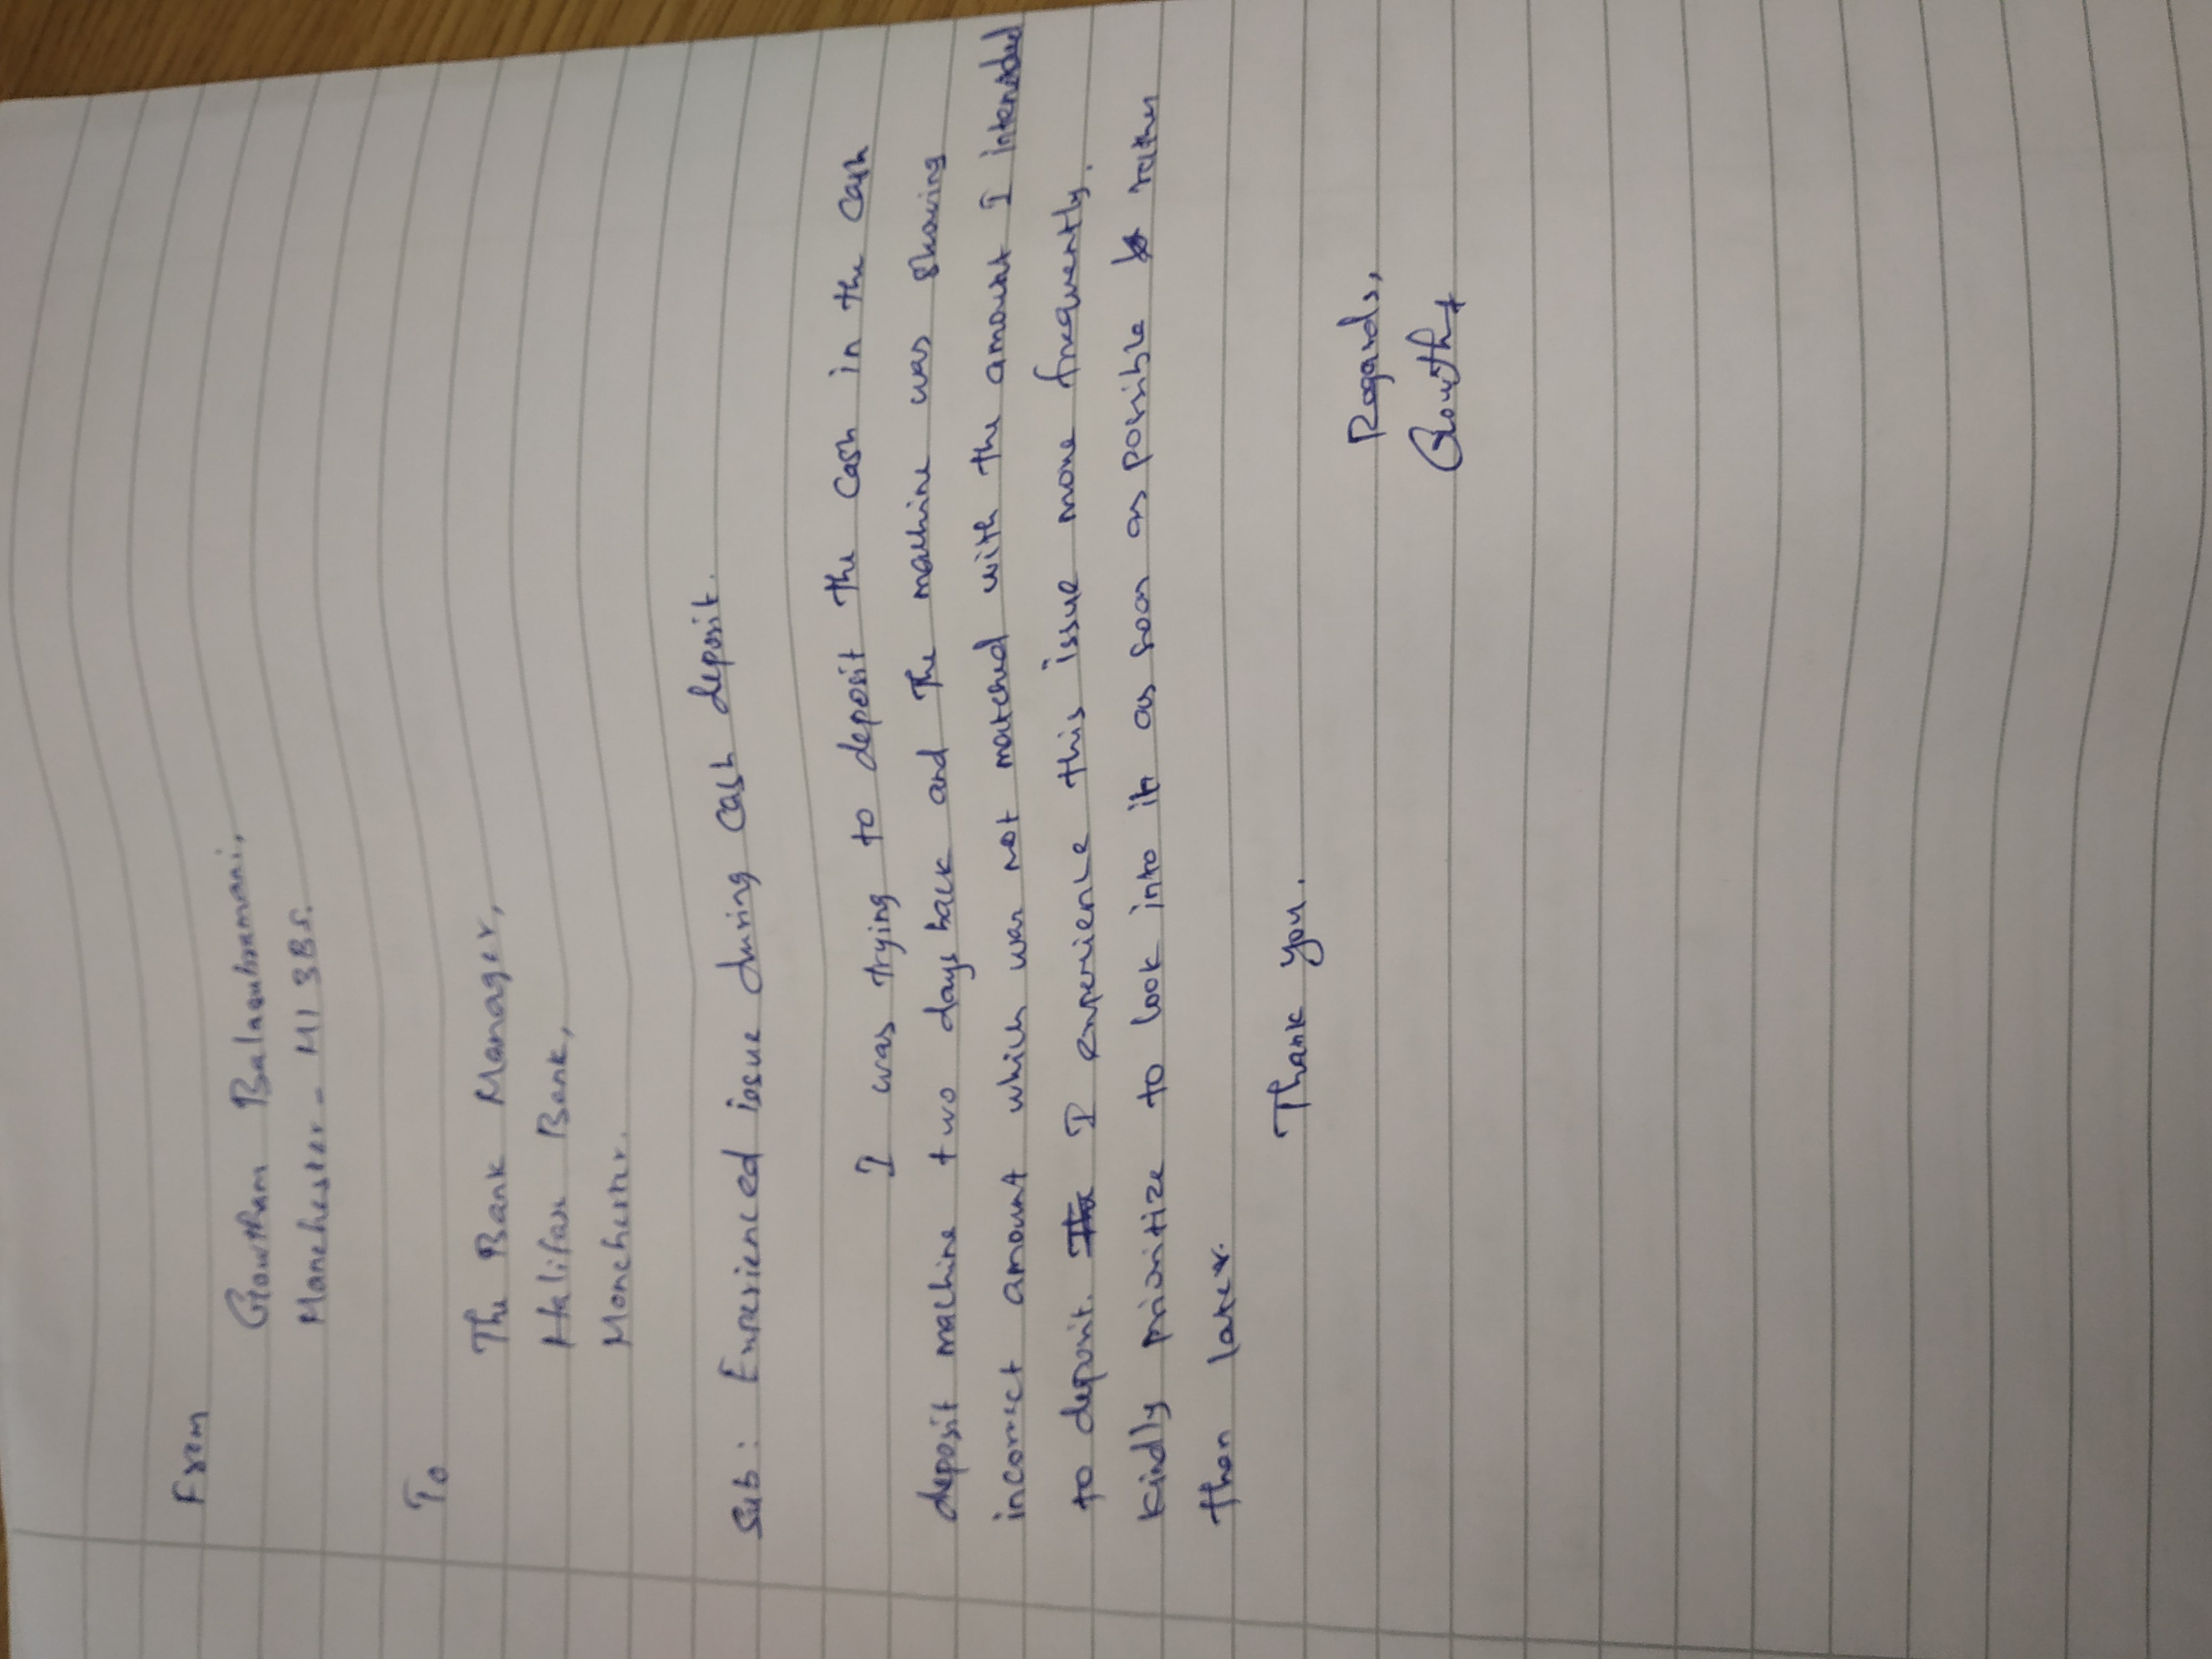 From
Gowtham Balasubramani,
Manchester - M1 3BS.
To
The Bank Manager,
Halifax Bank,
Manchester.
Sub: Experienced issue during cash deposit.
I was trying to deposit the cash in the cash
deposit machine two days back and the machine was showing
incorrect amount which was not matched with the amount I intended
to deposit. I experience this issue more frequently.
Kindly prioritize to look into it as soon as possible rather
than later.
Thank you.
Regards,